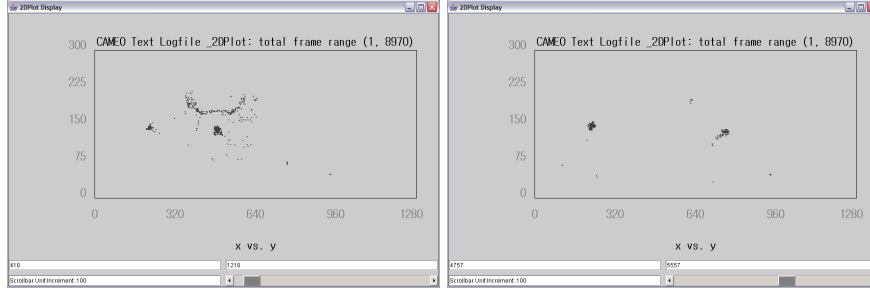 2DPlot Display
CAMEO Text Logfile _2DPlot: total frame range (1, 8970)
300
225
150
75
0
0 320 640 960 1280
x vs. y
418 1218
Scrollbar Unit Increment: 100
2DPlot Display
CAMEO Text Logfile _2DPlot: total frame range (1, 8970)
300
225
150
75
0
0 320 640 960 1280
x vs. y
4757 5557
Scrollbar Unit Increment: 100